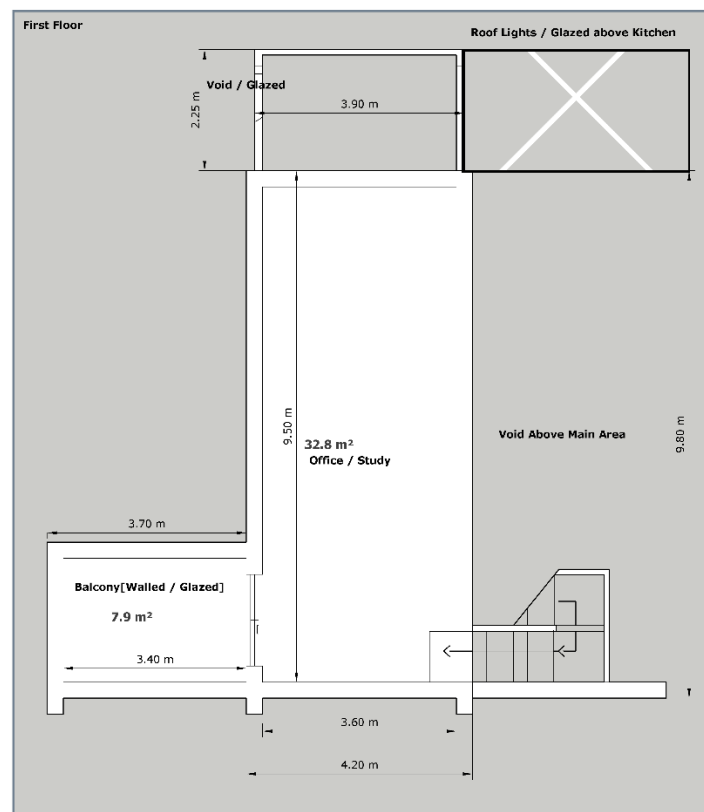 First Floor
Roof Lights / Glazed above Kitchen
Void / Glazed
3.90 m
2.25 m
9.50 m
32.8 m²
Office / Study
Void Above Main Area
9.80 m
3.70 m
Balcony[Walled / Glazed]
7.9 m²
3.40 m
3.60 m
4.20 m